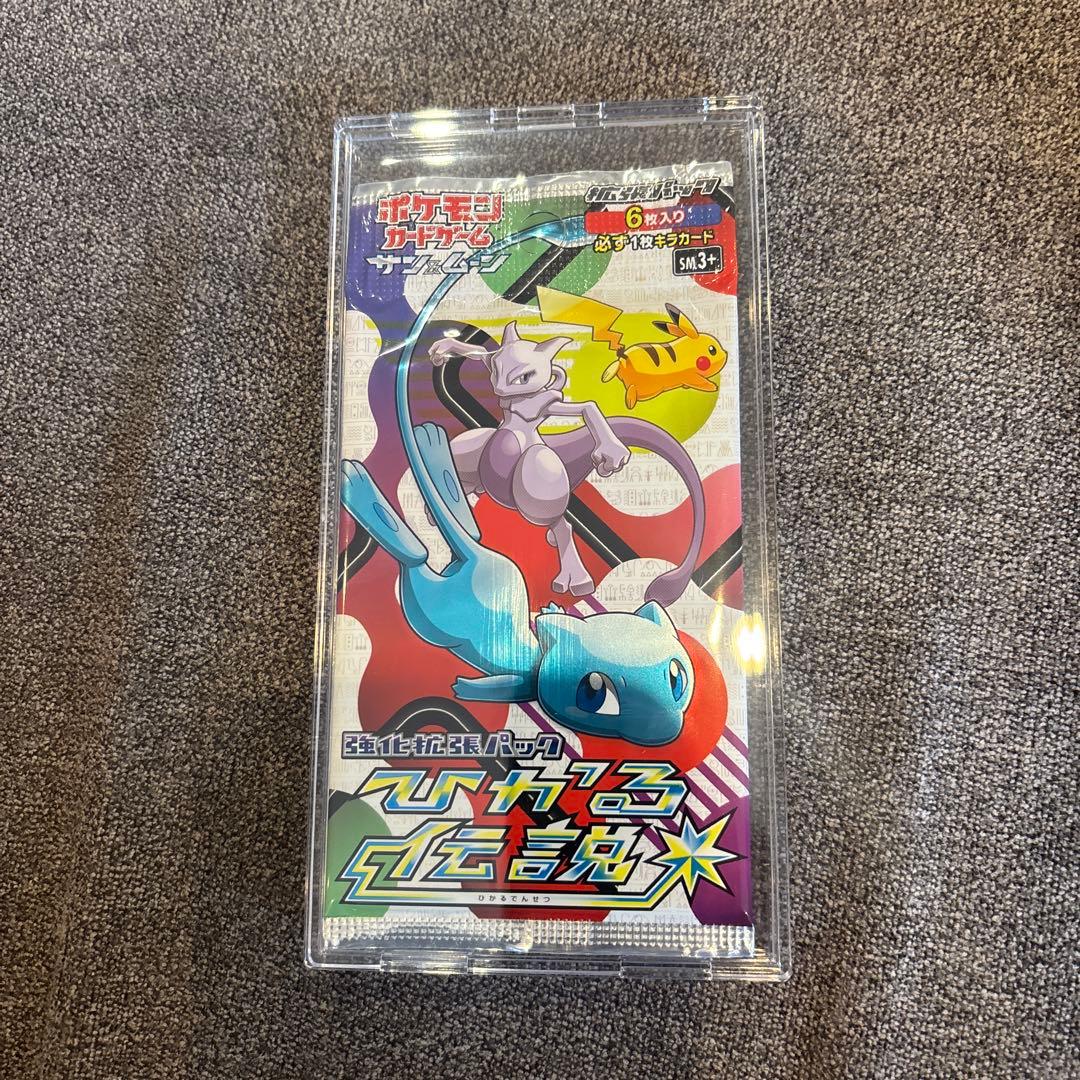 ポケモン
カードゲーム
サン&ムーン
拡張パック
6枚入り
必ず1枚キラカード
SM3+
強化拡張パック
ひかる
伝説
ひかるでんせつ